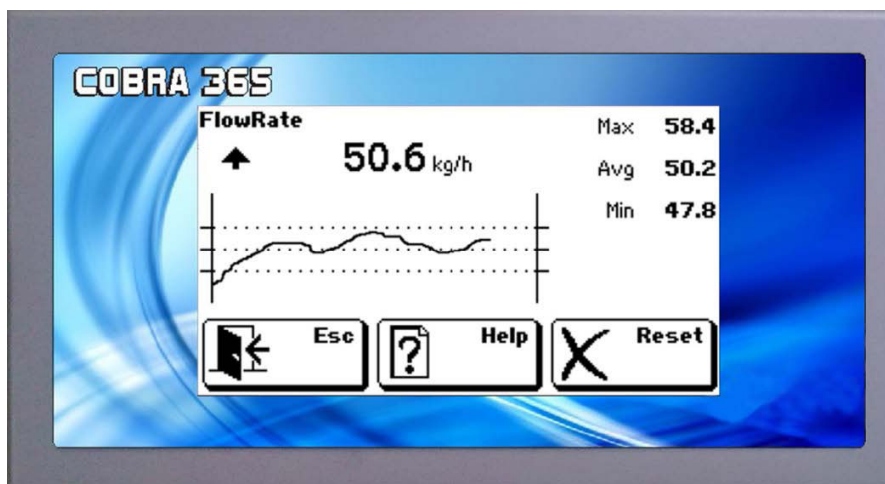 COBRA 365
FlowRate
50.6 kg/h
Max 58.4
Avg 50.2
Min 47.8
Esc
Help
Reset